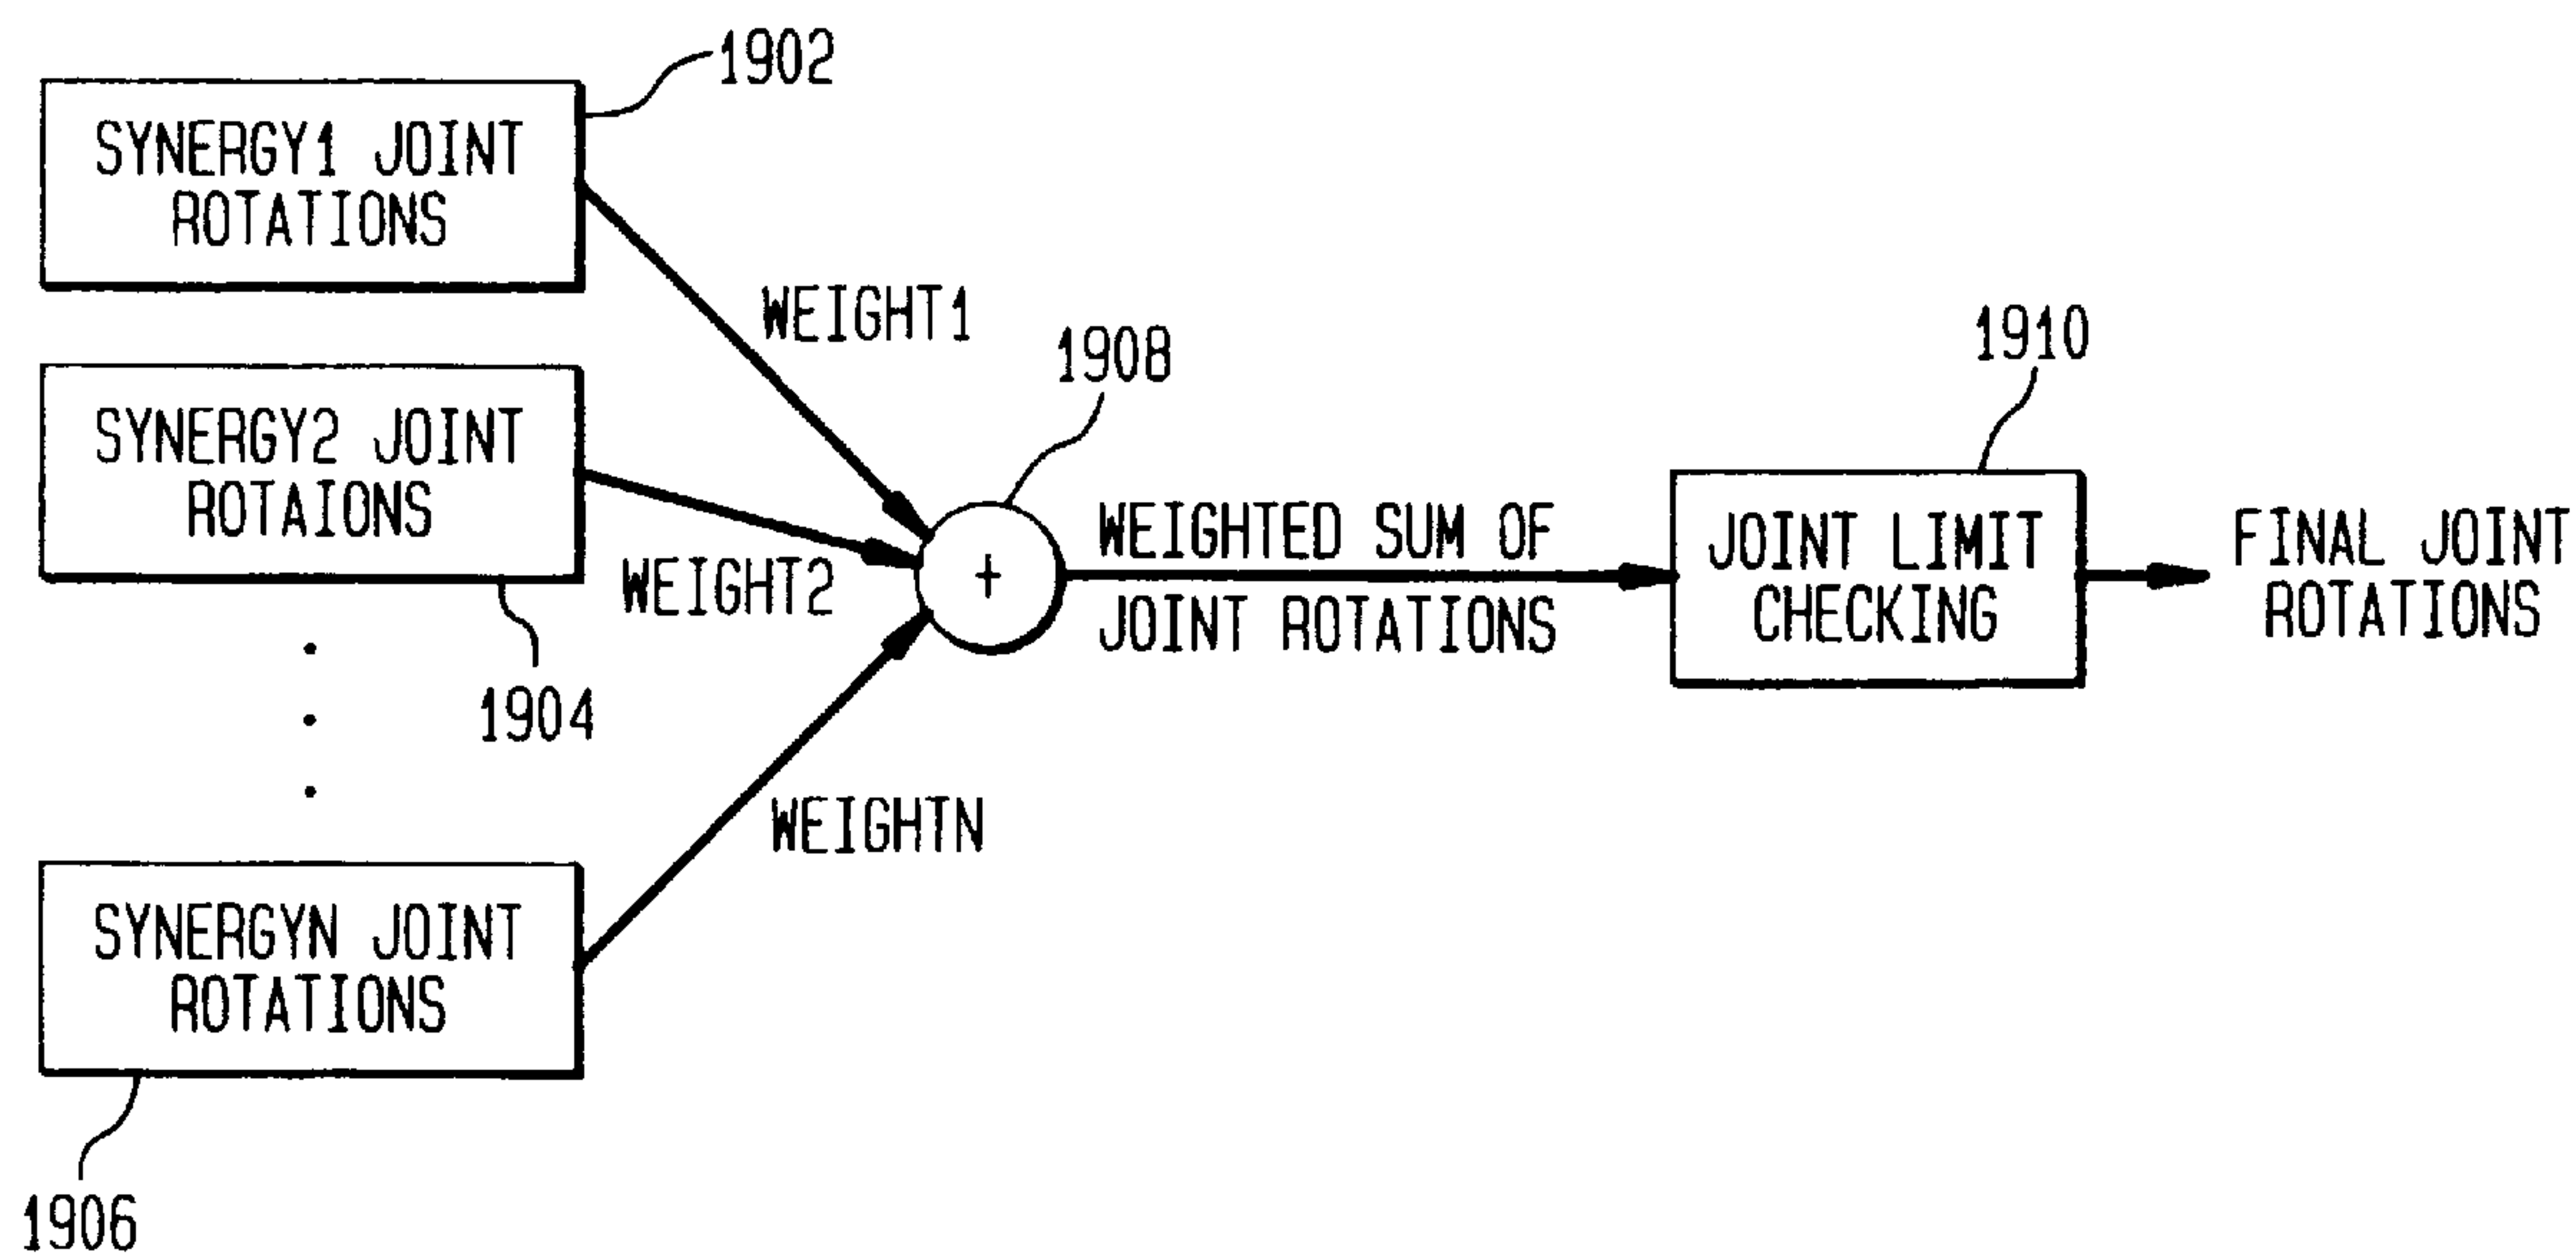 1902
SYNERGY1 JOINT
ROTATIONS
WEIGHT1
1908
1910
SYNERGY2 JOINT
ROTAIONS
WEIGHT2
1904
+
WEIGHTED SUM OF
JOINT ROTATIONS
JOINT LIMIT
CHECKING
FINAL JOINT
ROTATIONS
WEIGHTN
SYNERGYN JOINT
ROTATIONS
1906